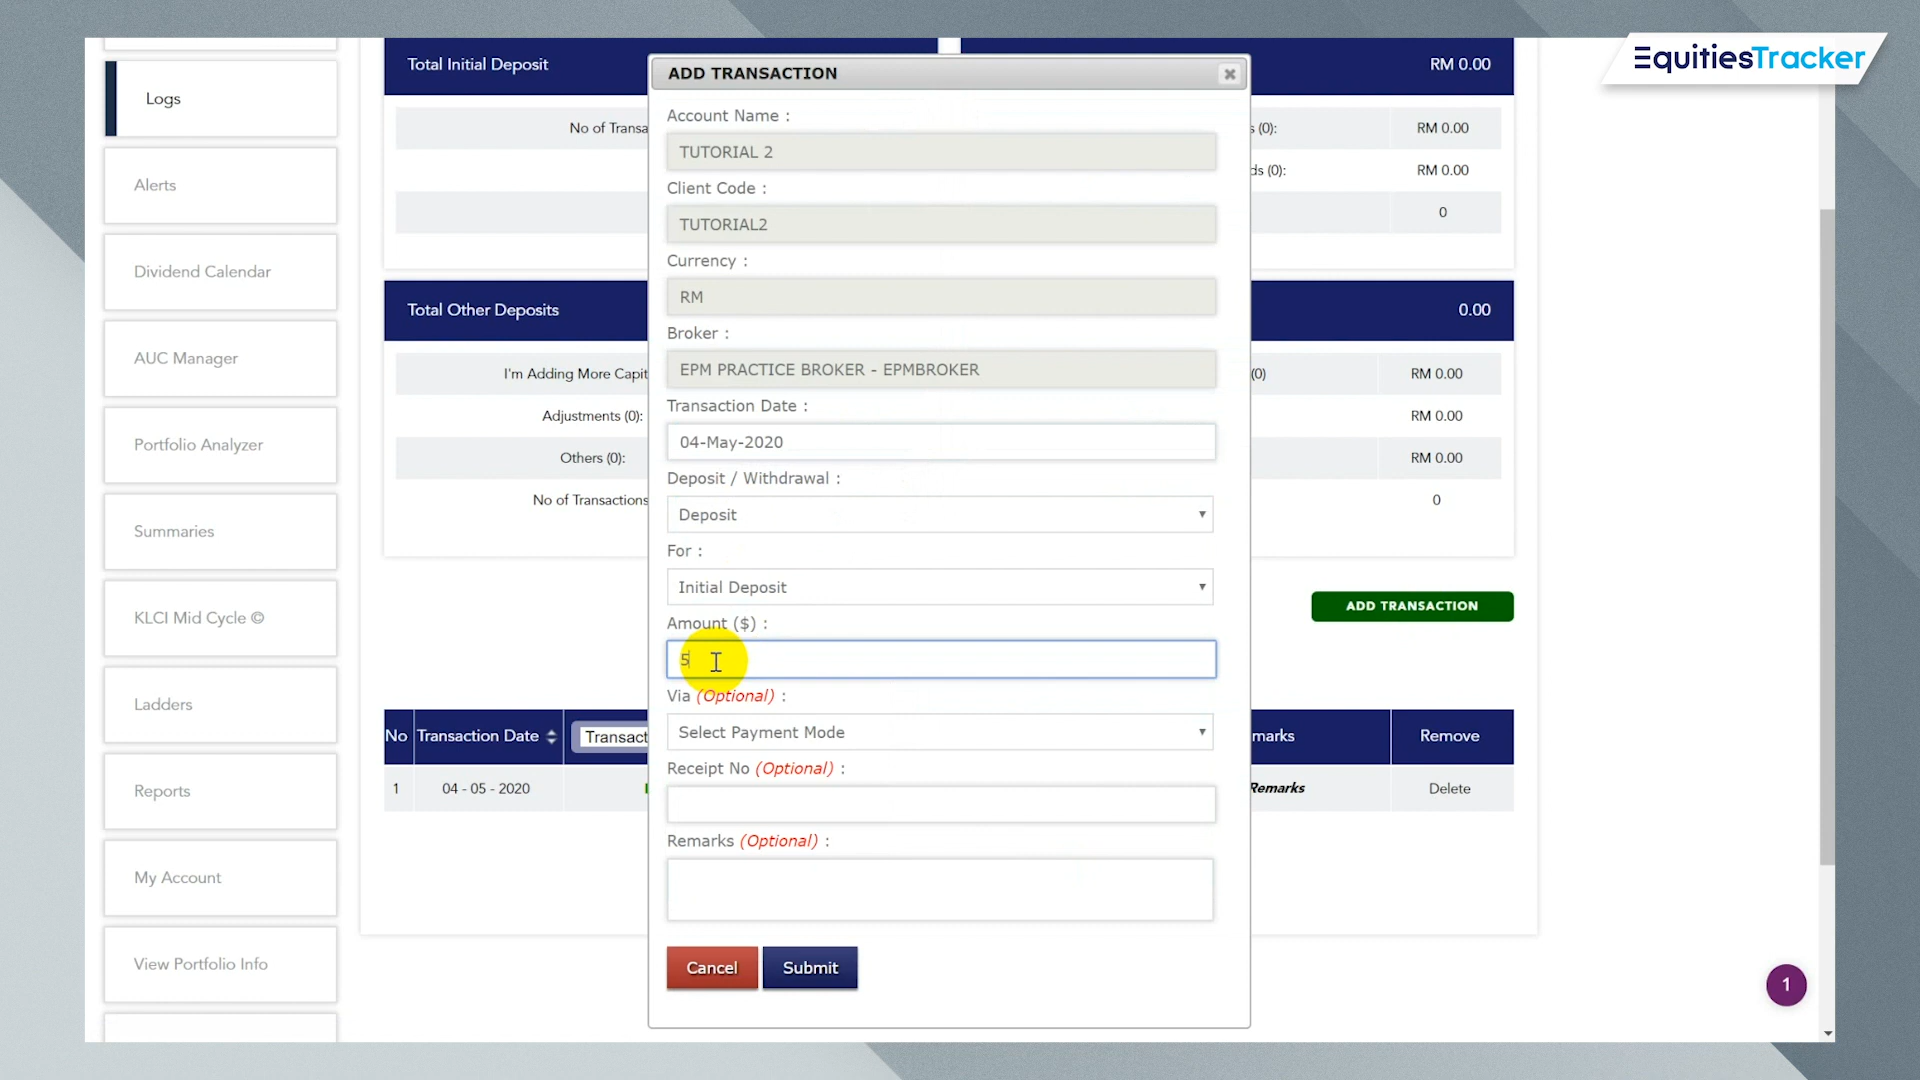 EquitiesTracker
Logs
Alerts
Dividend Calendar
AUC Manager
Portfolio Analyzer
Summaries
KLCI Mid Cycle ©
Ladders
Reports
My Account
View Portfolio Info
Total Initial Deposit
RM 0.00
No of Transa
s (0):
RM 0.00
ds (0):
RM 0.00
0
Total Other Deposits
0.00
I'm Adding More Capit
(0)
RM 0.00
Adjustments (0):
RM 0.00
Others (0):
RM 0.00
No of Transactions
0
ADD TRANSACTION
No
Transaction Date
Transact
marks
Remove
1
04 - 05 - 2020
Remarks
Delete
ADD TRANSACTION
Account Name :
TUTORIAL 2
Client Code :
TUTORIAL2
Currency :
RM
Broker :
EPM PRACTICE BROKER - EPMBROKER
Transaction Date :
04-May-2020
Deposit / Withdrawal :
Deposit
For :
Initial Deposit
Amount ($) :
5
Via (Optional) :
Select Payment Mode
Receipt No (Optional) :
Remarks (Optional) :
Cancel
Submit
1